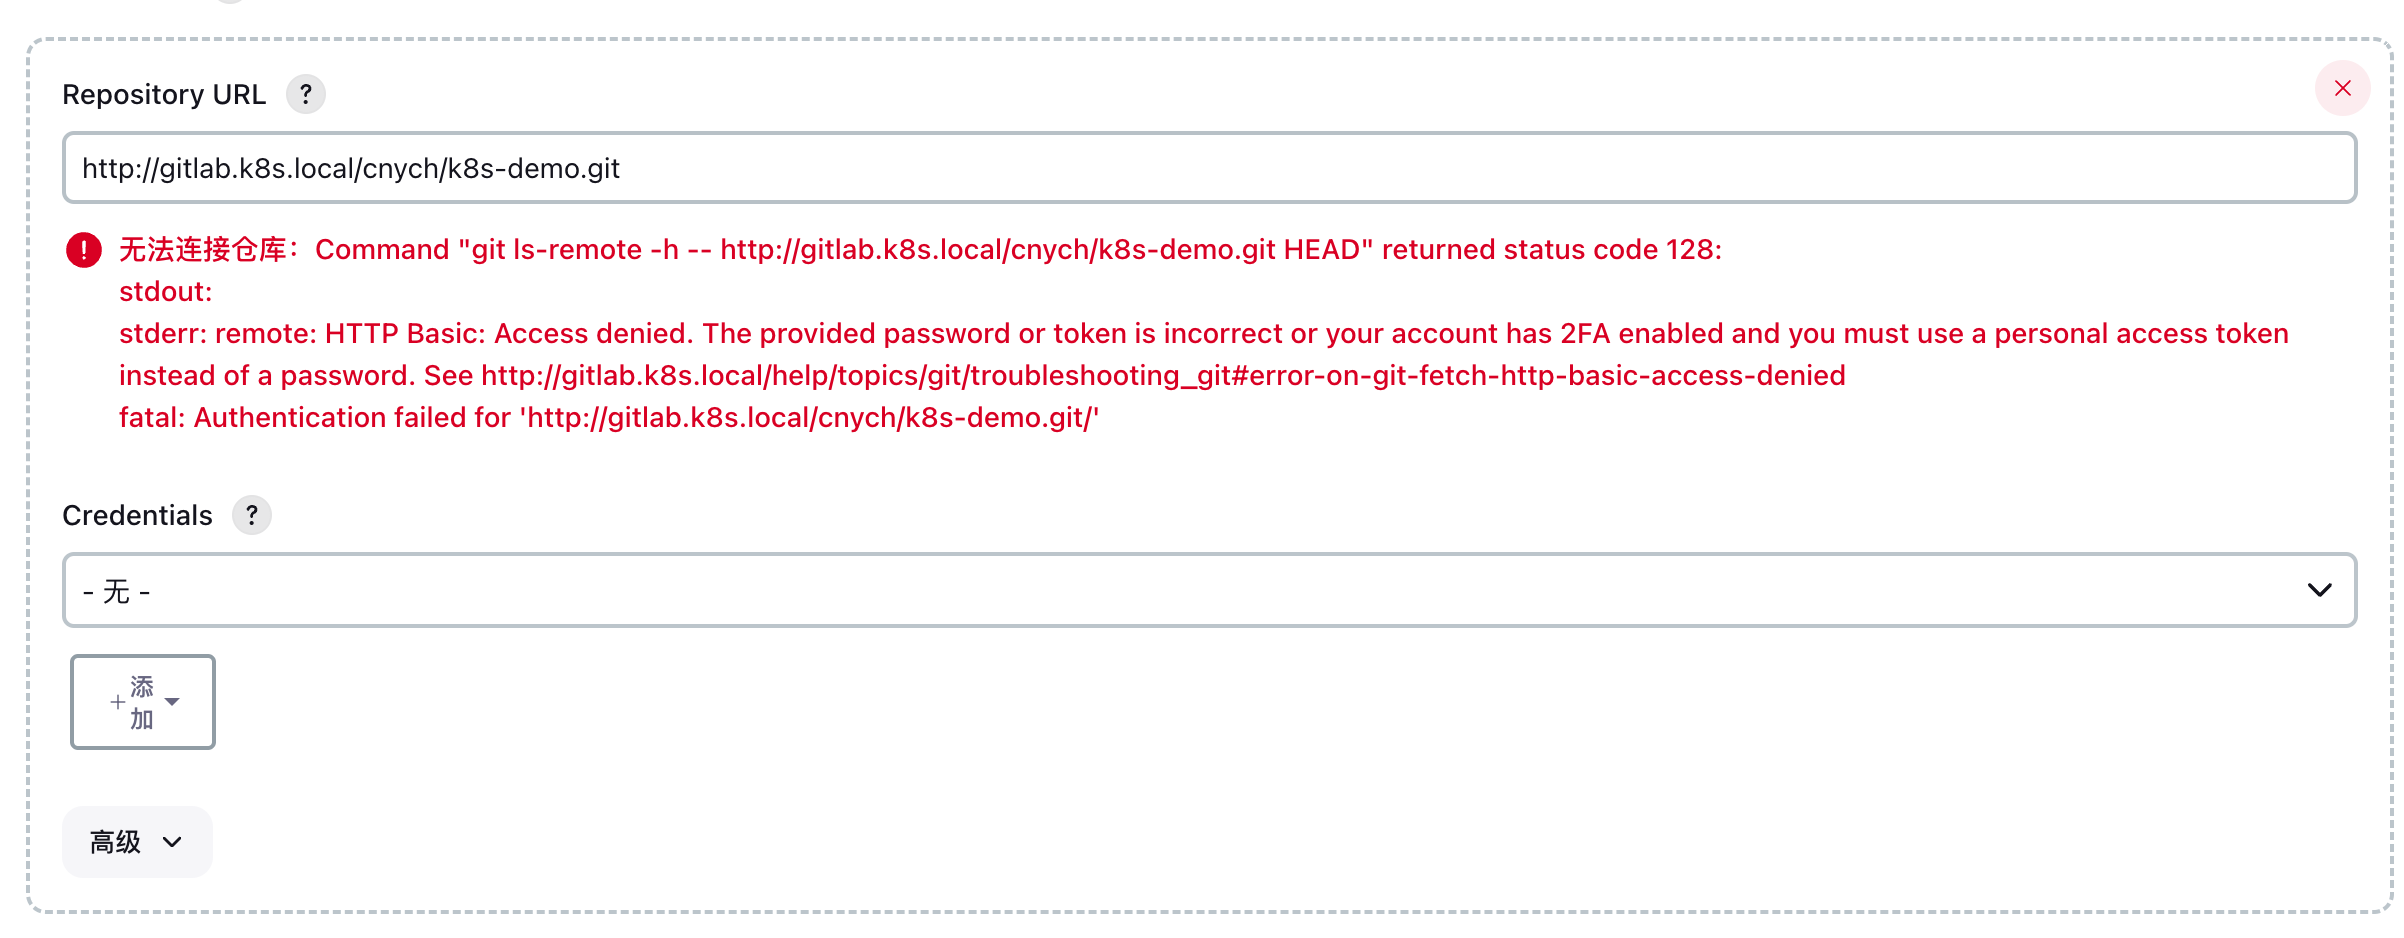 Repository URL ?
http://gitlab.k8s.local/cnych/k8s-demo.git
无法连接仓库：Command "git ls-remote -h -- http://gitlab.k8s.local/cnych/k8s-demo.git HEAD" returned status code 128:
stdout:
stderr: remote: HTTP Basic: Access denied. The provided password or token is incorrect or your account has 2FA enabled and you must use a personal access token
instead of a password. See http://gitlab.k8s.local/help/topics/git/troubleshooting_git#error-on-git-fetch-http-basic-access-denied
fatal: Authentication failed for 'http://gitlab.k8s.local/cnych/k8s-demo.git/'
Credentials ?
- 无 -
+添
加
高级